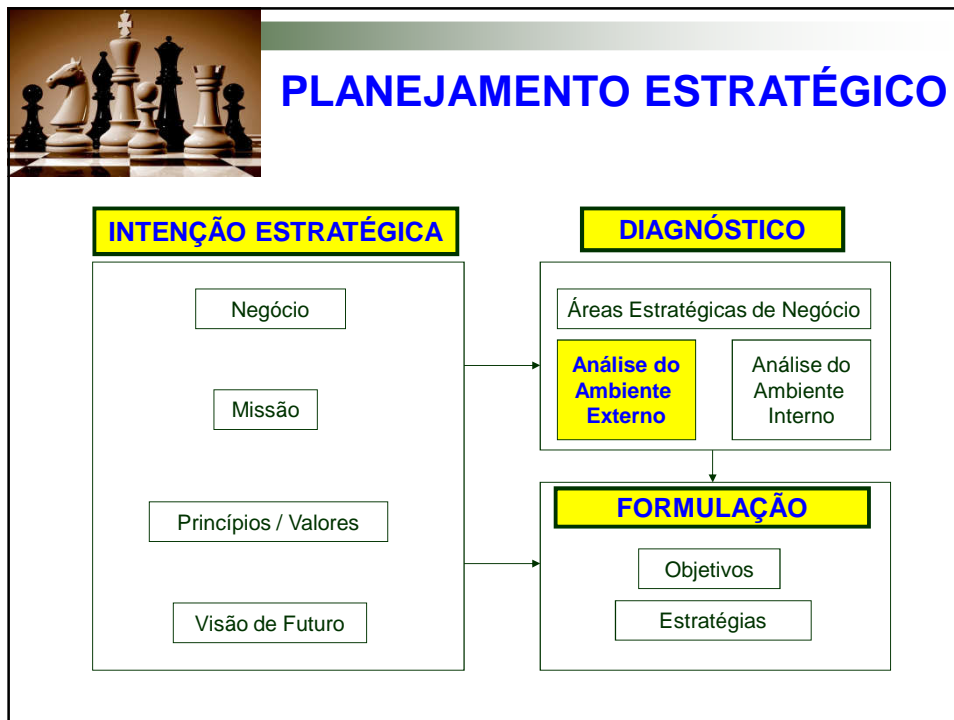 PLANEJAMENTO ESTRATÉGICO
INTENÇÃO ESTRATÉGICA
Negócio
Missão
Princípios / Valores
Visão de Futuro
DIAGNÓSTICO
Áreas Estratégicas de Negócio
Análise do
Ambiente
Externo
Análise do
Ambiente
Interno
FORMULAÇÃO
Objetivos
Estratégias